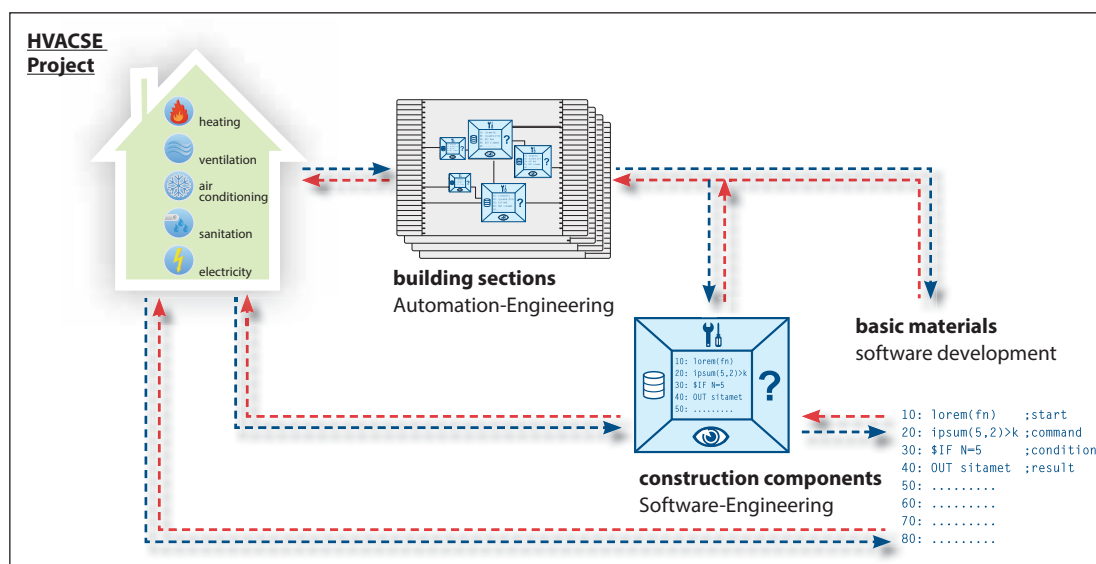 HVACSE
Project
heating
ventilation
air
conditioning
sanitation
electricity
?
?
?
building sections
Automation-Engineering
10: lorem(fn)
20: ipsum(5,2)>k
30: $IF N=5
40: OUT sitamet
50: .........
?
construction components
Software-Engineering
basic materials
software development
10: lorem(fn) ;start
20: ipsum(5,2)>k ;command
30: $IF N=5 ;condition
40: OUT sitamet ;result
50: .........
60: .........
70: .........
80: .........